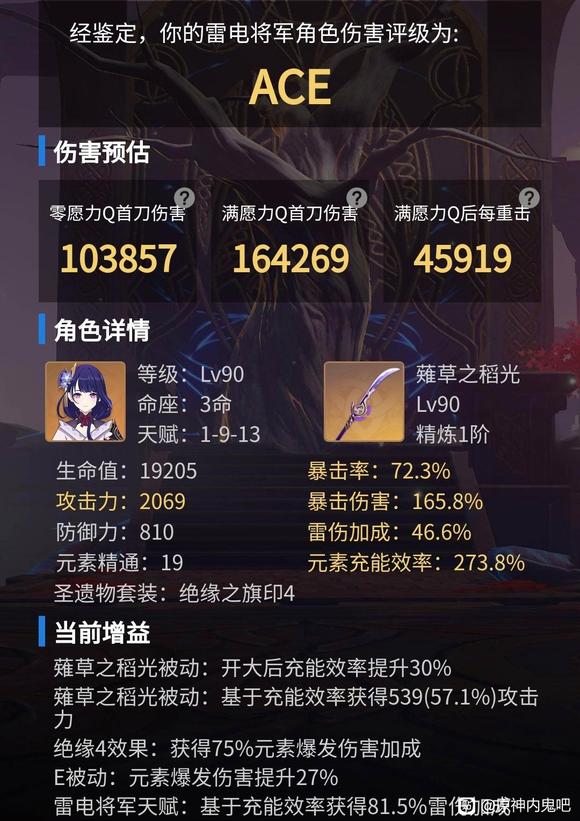 经鉴定，你的雷电将军角色伤害评级为:
ACE
伤害预估
零愿力Q首刀伤害
满愿力Q首刀伤害
满愿力Q后每重击
103857
164269
45919
角色详情
等级：Lv90
命座：3命
天赋：1-9-13
薙草之稻光
Lv90
精炼1阶
生命值：19205
暴击率：72.3%
攻击力：2069
暴击伤害：165.8%
防御力：810
雷伤加成：46.6%
元素精通：19
元素充能效率：273.8%
圣遗物套装：绝缘之旗印4
当前增益
薙草之稻光被动：开大后充能效率提升30%
薙草之稻光被动：基于充能效率获得539(57.1%)攻击
力
绝缘4效果：获得75%元素爆发伤害加成
E被动：元素爆发伤害提升27%
雷电将军天赋：基于充能效率获得81.5%雷伤加成
@原神内鬼吧